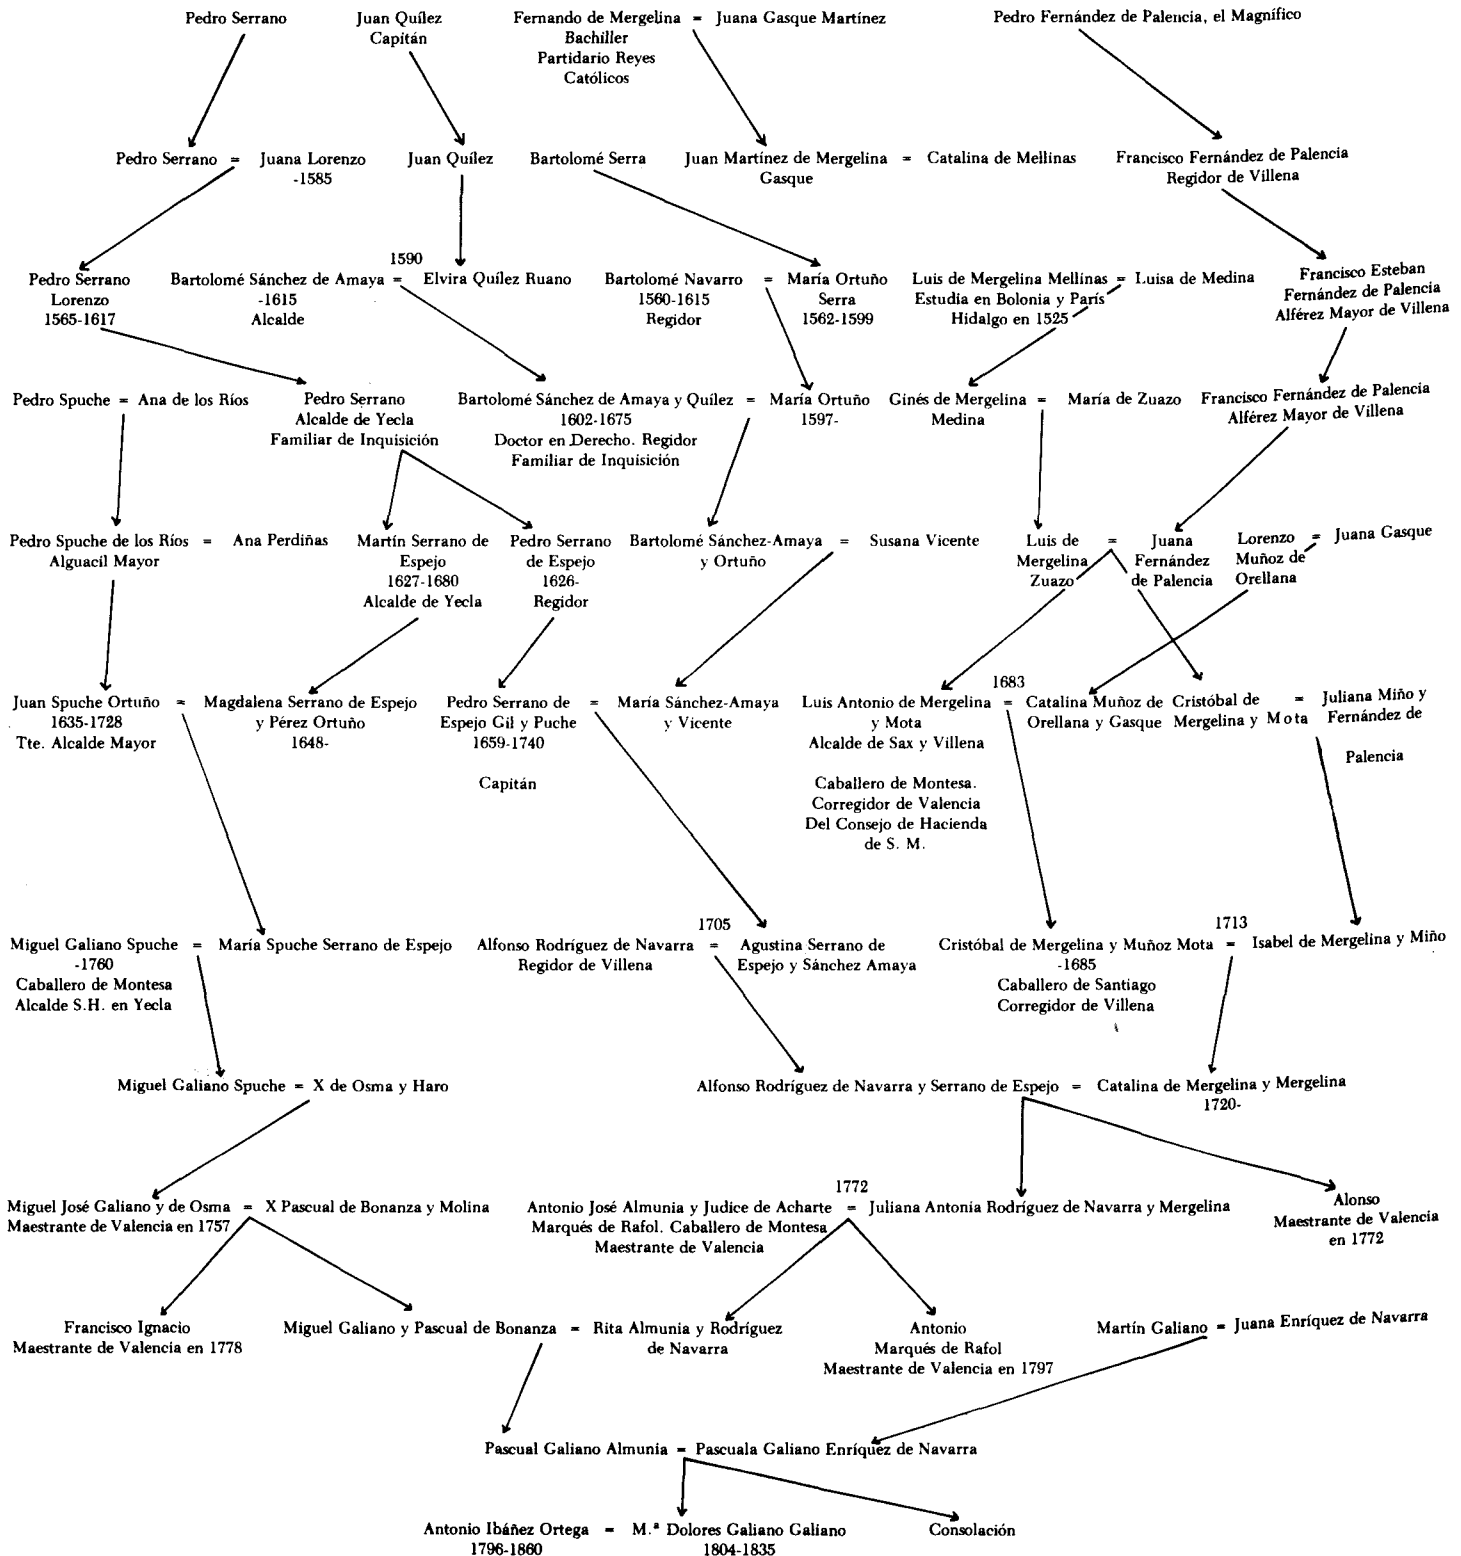 Pedro Serrano
Juan Quílez
Capitán
Fernando de Mergelina = Juana Gasque Martínez
Bachiller
Partidario Reyes
Católicos
Pedro Fernández de Palencia, el Magnífico
Pedro Serrano = Juana Lorenzo
-1585
Juan Quílez
Bartolomé Serra
Juan Martínez de Mergelina = Catalina de Mellinas
Gasque
Francisco Fernández de Palencia
Regidor de Villena
Pedro Serrano
Lorenzo
1565-1617
1590
Bartolomé Sánchez de Amaya = Elvira Quílez Ruano
-1615
Alcalde
Bartolomé Navarro = María Ortuño
1560-1615
Regidor
Serra
1562-1599
Luis de Mergelina Mellinas = Luisa de Medina
Estudia en Bolonia y París
Hidalgo en 1525
Francisco Esteban
Fernández de Palencia
Alférez Mayor de Villena
Pedro Spuche = Ana de los Ríos
Pedro Serrano
Alcalde de Yecla
Familiar de Inquisición
Bartolomé Sánchez de Amaya y Quílez = María Ortuño
1602-1675
Doctor en Derecho. Regidor
Familiar de Inquisición
1597-
Ginés de Mergelina = María de Zuazo
Medina
Francisco Fernández de Palencia
Alférez Mayor de Villena
Pedro Spuche de los Ríos = Ana Perdiñas
Alguacil Mayor
Martín Serrano de
Espejo
1627-1680
Alcalde de Yecla
Pedro Serrano
de Espejo
1626-
Regidor
Bartolomé Sánchez-Amaya = Susana Vicente
y Ortuño
Luis de
Mergelina
Zuazo
=
Juana
Fernández
de Palencia
Lorenzo = Juana Gasque
Muñoz de
Orellana
Juan Spuche Ortuño = Magdalena Serrano de Espejo
1635-1728
Tte. Alcalde Mayor
y Pérez Ortuño
1648-
Pedro Serrano de = María Sánchez-Amaya
Espejo Gil y Puche
1659-1740
Capitán
y Vicente
1683
Luis Antonio de Mergelina = Catalina Muñoz de
y Mota
Alcalde de Sax y Villena
Caballero de Montesa.
Corregidor de Valencia
Del Consejo de Hacienda
de S. M.
Orellana y Gasque
Cristóbal de = Juliana Miño y
Mergelina y Mota
Fernández de
Palencia
Miguel Galiano Spuche = María Spuche Serrano de Espejo
-1760
Caballero de Montesa
Alcalde S.H. en Yecla
1705
Alfonso Rodríguez de Navarra = Agustina Serrano de
Regidor de Villena
Espejo y Sánchez Amaya
1713
Cristóbal de Mergelina y Muñoz Mota = Isabel de Mergelina y Miño
-1685
Caballero de Santiago
Corregidor de Villena
Miguel Galiano Spuche = X de Osma y Haro
Alfonso Rodríguez de Navarra y Serrano de Espejo = Catalina de Mergelina y Mergelina
1720-
Miguel José Galiano y de Osma = X Pascual de Bonanza y Molina
Maestrante de Valencia en 1757
1772
Antonio José Almunia y Judice de Acharte = Juliana Antonia Rodríguez de Navarra y Mergelina
Marqués de Rafol. Caballero de Montesa
Maestrante de Valencia
Alonso
Maestrante de Valencia
en 1772
Francisco Ignacio
Maestrante de Valencia en 1778
Miguel Galiano y Pascual de Bonanza = Rita Almunia y Rodríguez
de Navarra
Antonio
Marqués de Rafol
Maestrante de Valencia en 1797
Martín Galiano = Juana Enríquez de Navarra
Pascual Galiano Almunia = Pascuala Galiano Enríquez de Navarra
Antonio Ibáñez Ortega = M.ª Dolores Galiano Galiano
1796-1860
1804-1835
Consolación